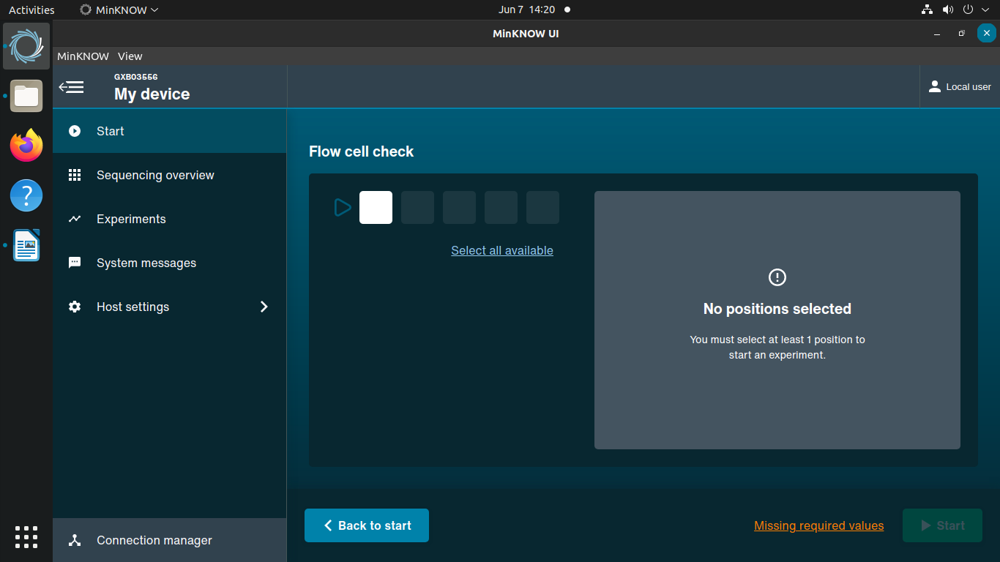 Activities
MinKNOW
Jun 7 14:20
MinKNOW UI
MinKNOW View
GXB03556
My device
Local user
Start
Sequencing overview
Experiments
System messages
Host settings
Connection manager
Flow cell check
Select all available
No positions selected
You must select at least 1 position to
start an experiment.
Back to start
Missing required values
Start